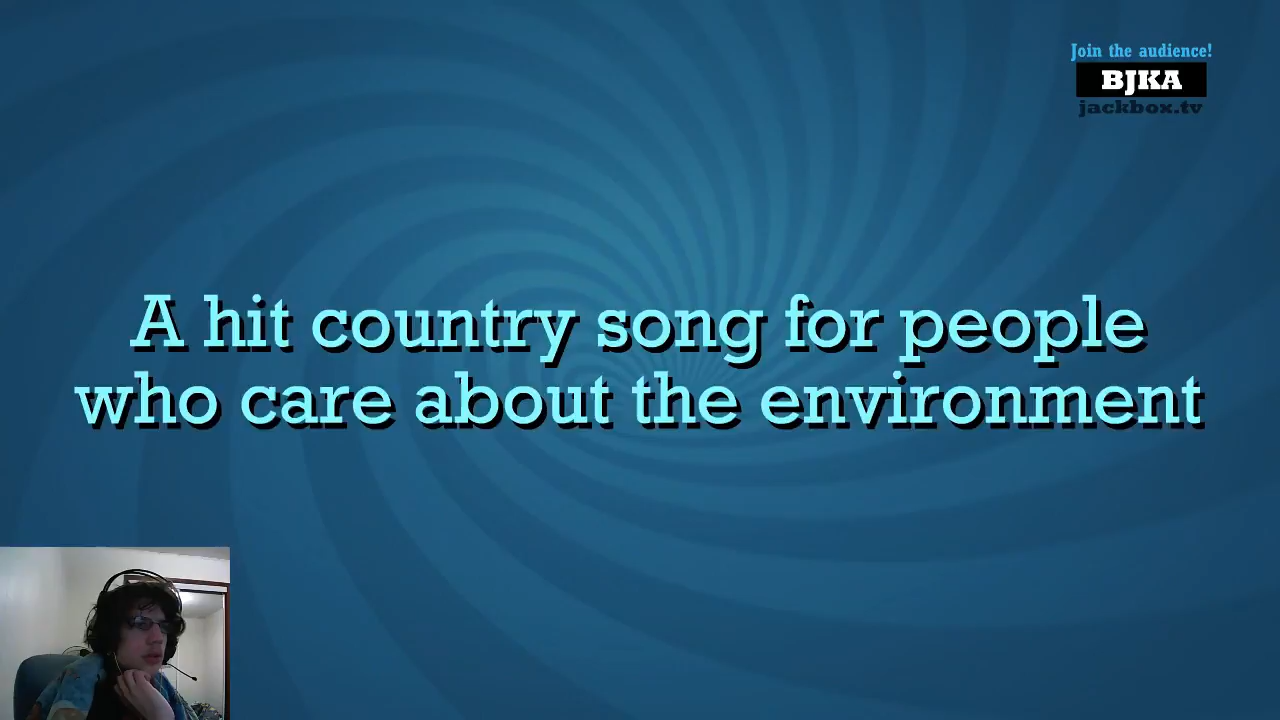 Join the audience!
BJKA
jackbox.tv
A hit country song for people
who care about the environment